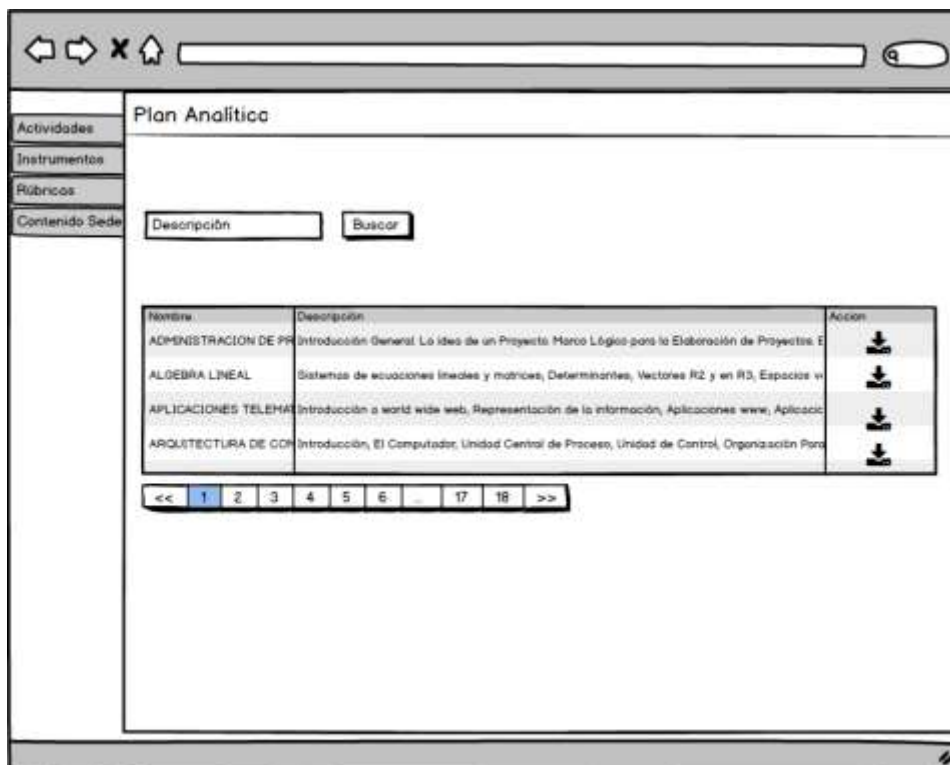 Plan Analítico
Actividades
Instrumentos
Rúbricas
Contenido Sede
Descripción Buscar
Nombre Descripción Accion
ADMINISTRACION DE PR Introducción General. La idea de un Proyecto. Marco Lógico para la Elaboración de Proyectos. E
ALGEBRA LINEAL Sistemas de ecuaciones lineales y matrices, Determinantes, Vectores R2 y en R3, Espacios ve
APLICACIONES TELEMAT Introducción a world wide web, Representación de la información, Aplicaciones www, Aplicacio
ARQUITECTURA DE COM Introducción, El Computador, Unidad Central de Proceso, Unidad de Control, Organización Para
<< 1 2 3 4 5 6 ... 17 18 >>